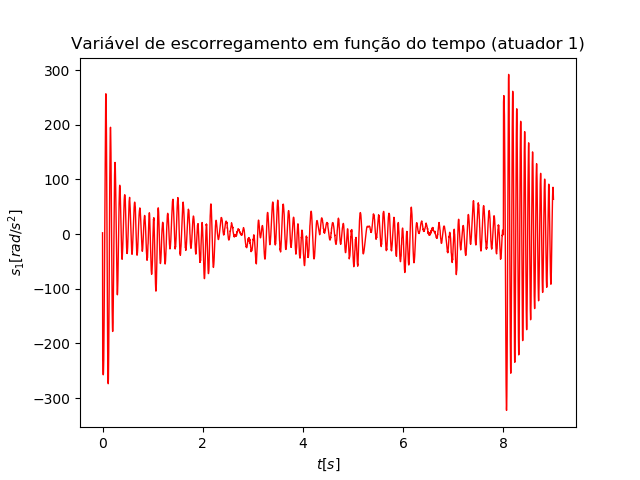 Variável de escorregamento em função do tempo (atuador 1)
300
200
100
0
−100
−200
−300
s₁[rad/s²]
0 2 4 6 8
t[s]